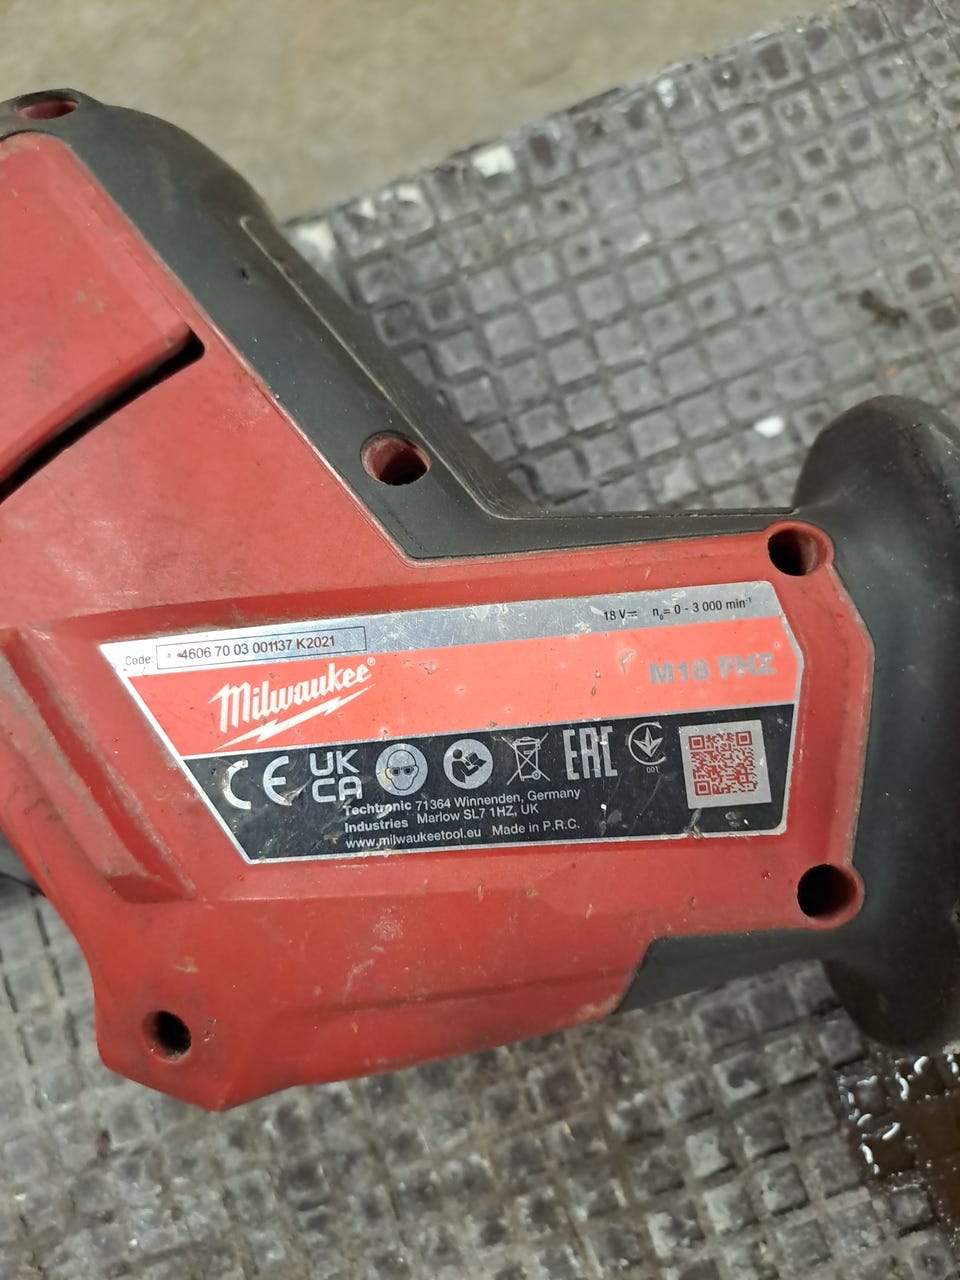 18 V⎓ n₀= 0 - 3 000 min⁻¹
Code: 4606 70 03 001137 K2021
Milwaukee®
M18 FHZ
CE UK CA EAC 001
Techtronic 71364 Winnenden, Germany
Industries Marlow SL7 1HZ, UK
www.milwaukeetool.eu Made in P.R.C.